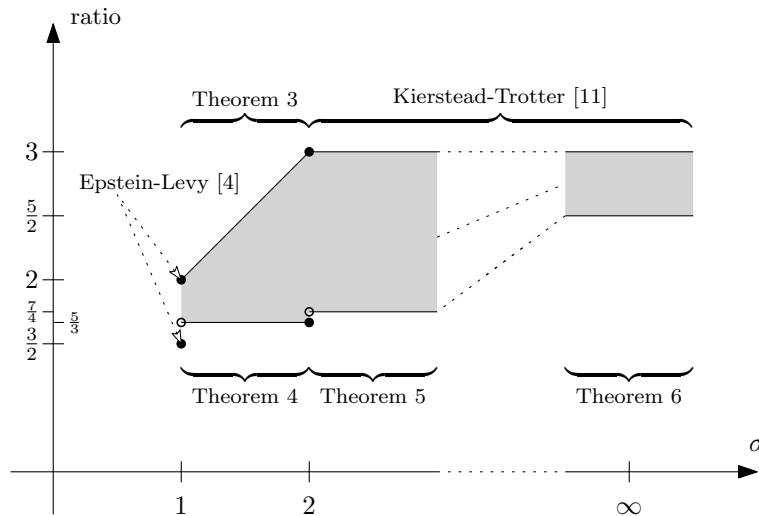 ratio
Theorem 3
Kierstead-Trotter [11]
3
Epstein-Levy [4]
5/2
2
7/4
5/3
3/2
Theorem 4
Theorem 5
Theorem 6
σ
1
2
∞